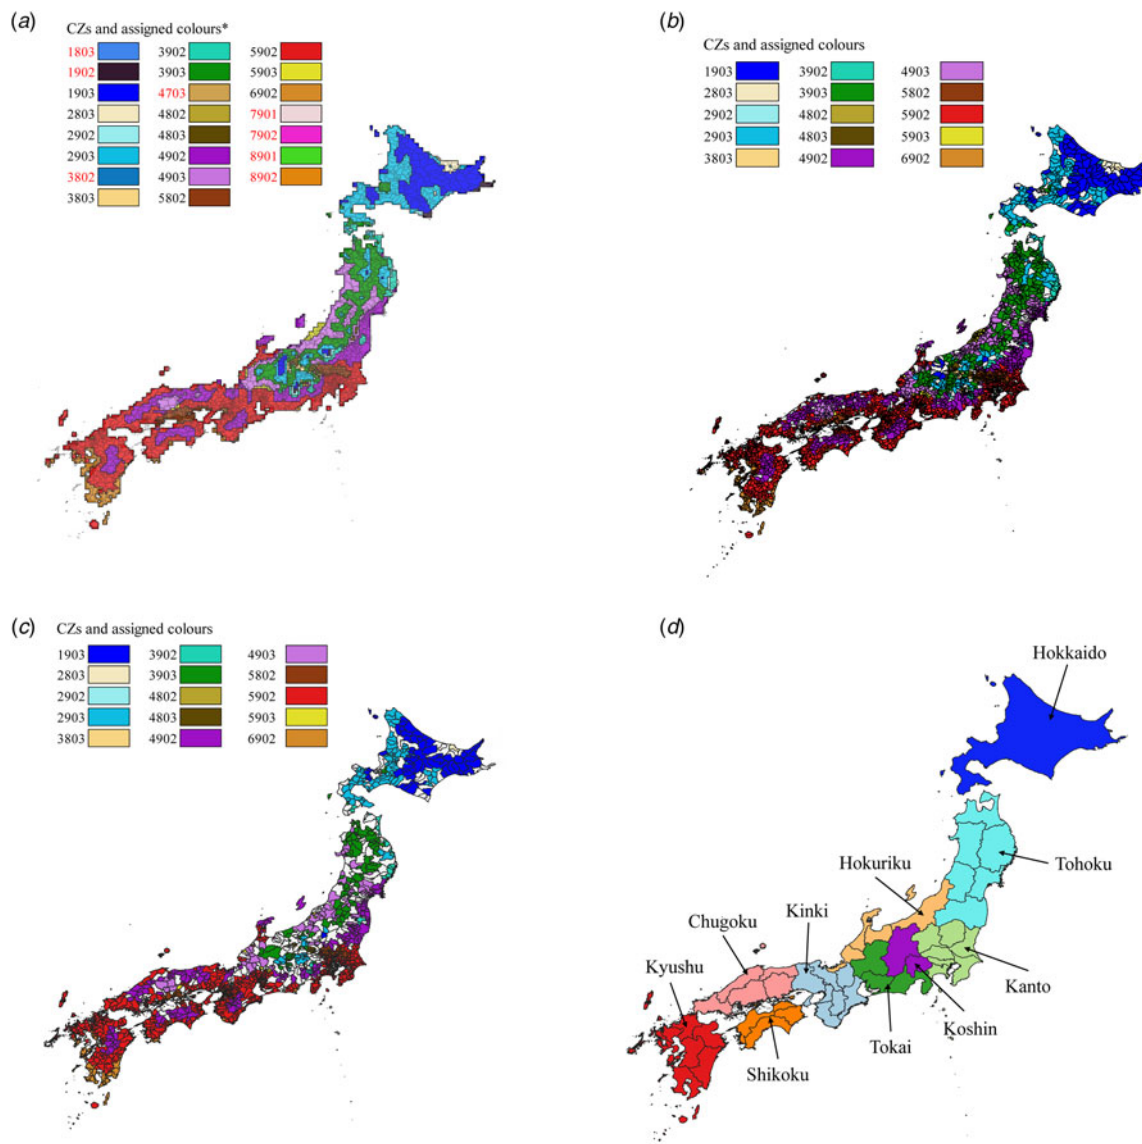 (a)
CZs and assigned colours*
1803 3902 5902
1902 3903 5903
1903 4703 6902
2803 4802 7901
2902 4803 7902
2903 4902 8901
3802 4903 8902
3803 5802
(b)
CZs and assigned colours
1903 3902 4903
2803 3903 5802
2902 4802 5902
2903 4803 5903
3803 4902 6902
(c)
CZs and assigned colours
1903 3902 4903
2803 3903 5802
2902 4802 5902
2903 4803 5903
3803 4902 6902
(d)
Hokkaido
Tohoku
Hokuriku
Chugoku
Kinki
Kyushu
Kanto
Koshin
Tokai
Shikoku